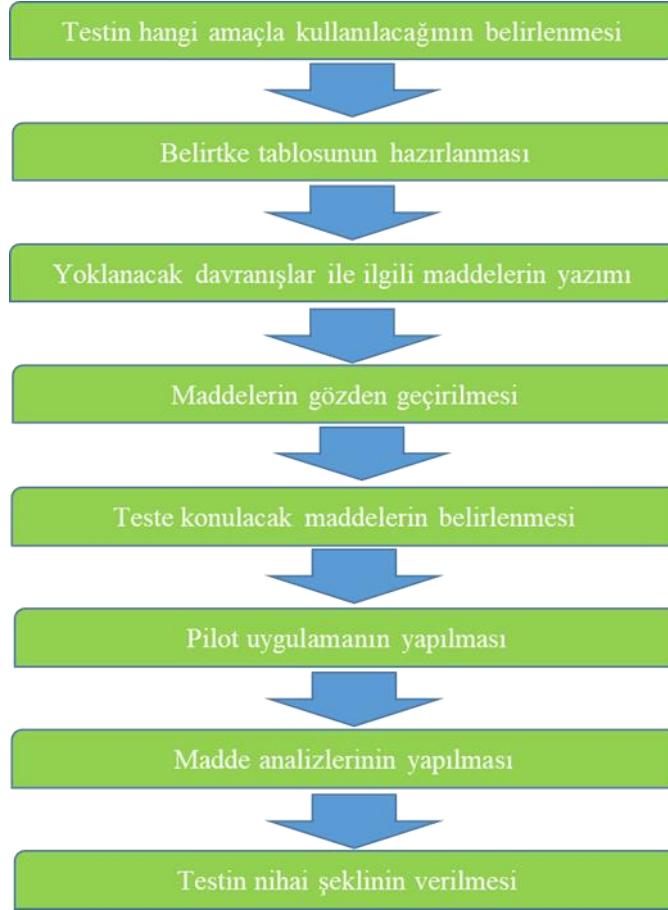 Testin hangi amaçla kullanılacağının belirlenmesi
Belirtke tablosunun hazırlanması
Yoklanacak davranışlar ile ilgili maddelerin yazımı
Maddelerin gözden geçirilmesi
Teste konulacak maddelerin belirlenmesi
Pilot uygulamanın yapılması
Madde analizlerinin yapılması
Testin nihai şeklinin verilmesi